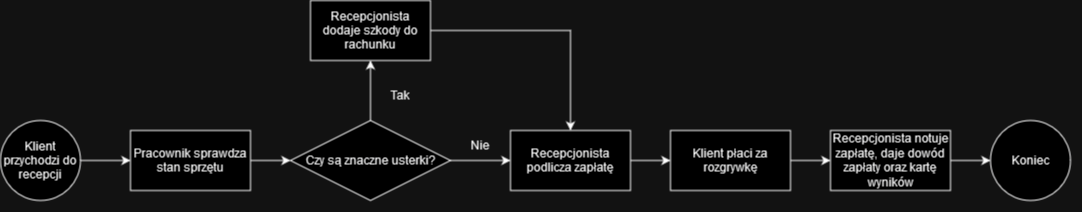 Klient
przychodzi do
recepcji
Pracownik sprawdza
stan sprzętu
Czy są znaczne usterki?
Tak
Recepcjonista
dodaje szkody do
rachunku
Nie
Recepcjonista
podlicza zapłatę
Klient płaci za
rozgrywkę
Recepcjonista notuje
zapłatę, daje dowód
zapłaty oraz kartę
wyników
Koniec